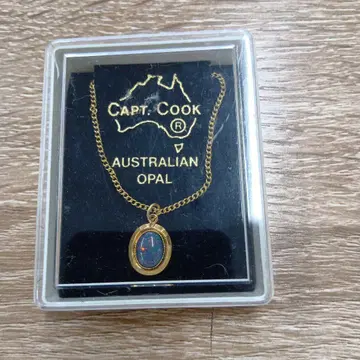 CAPT. COOK
®
AUSTRALIAN
OPAL